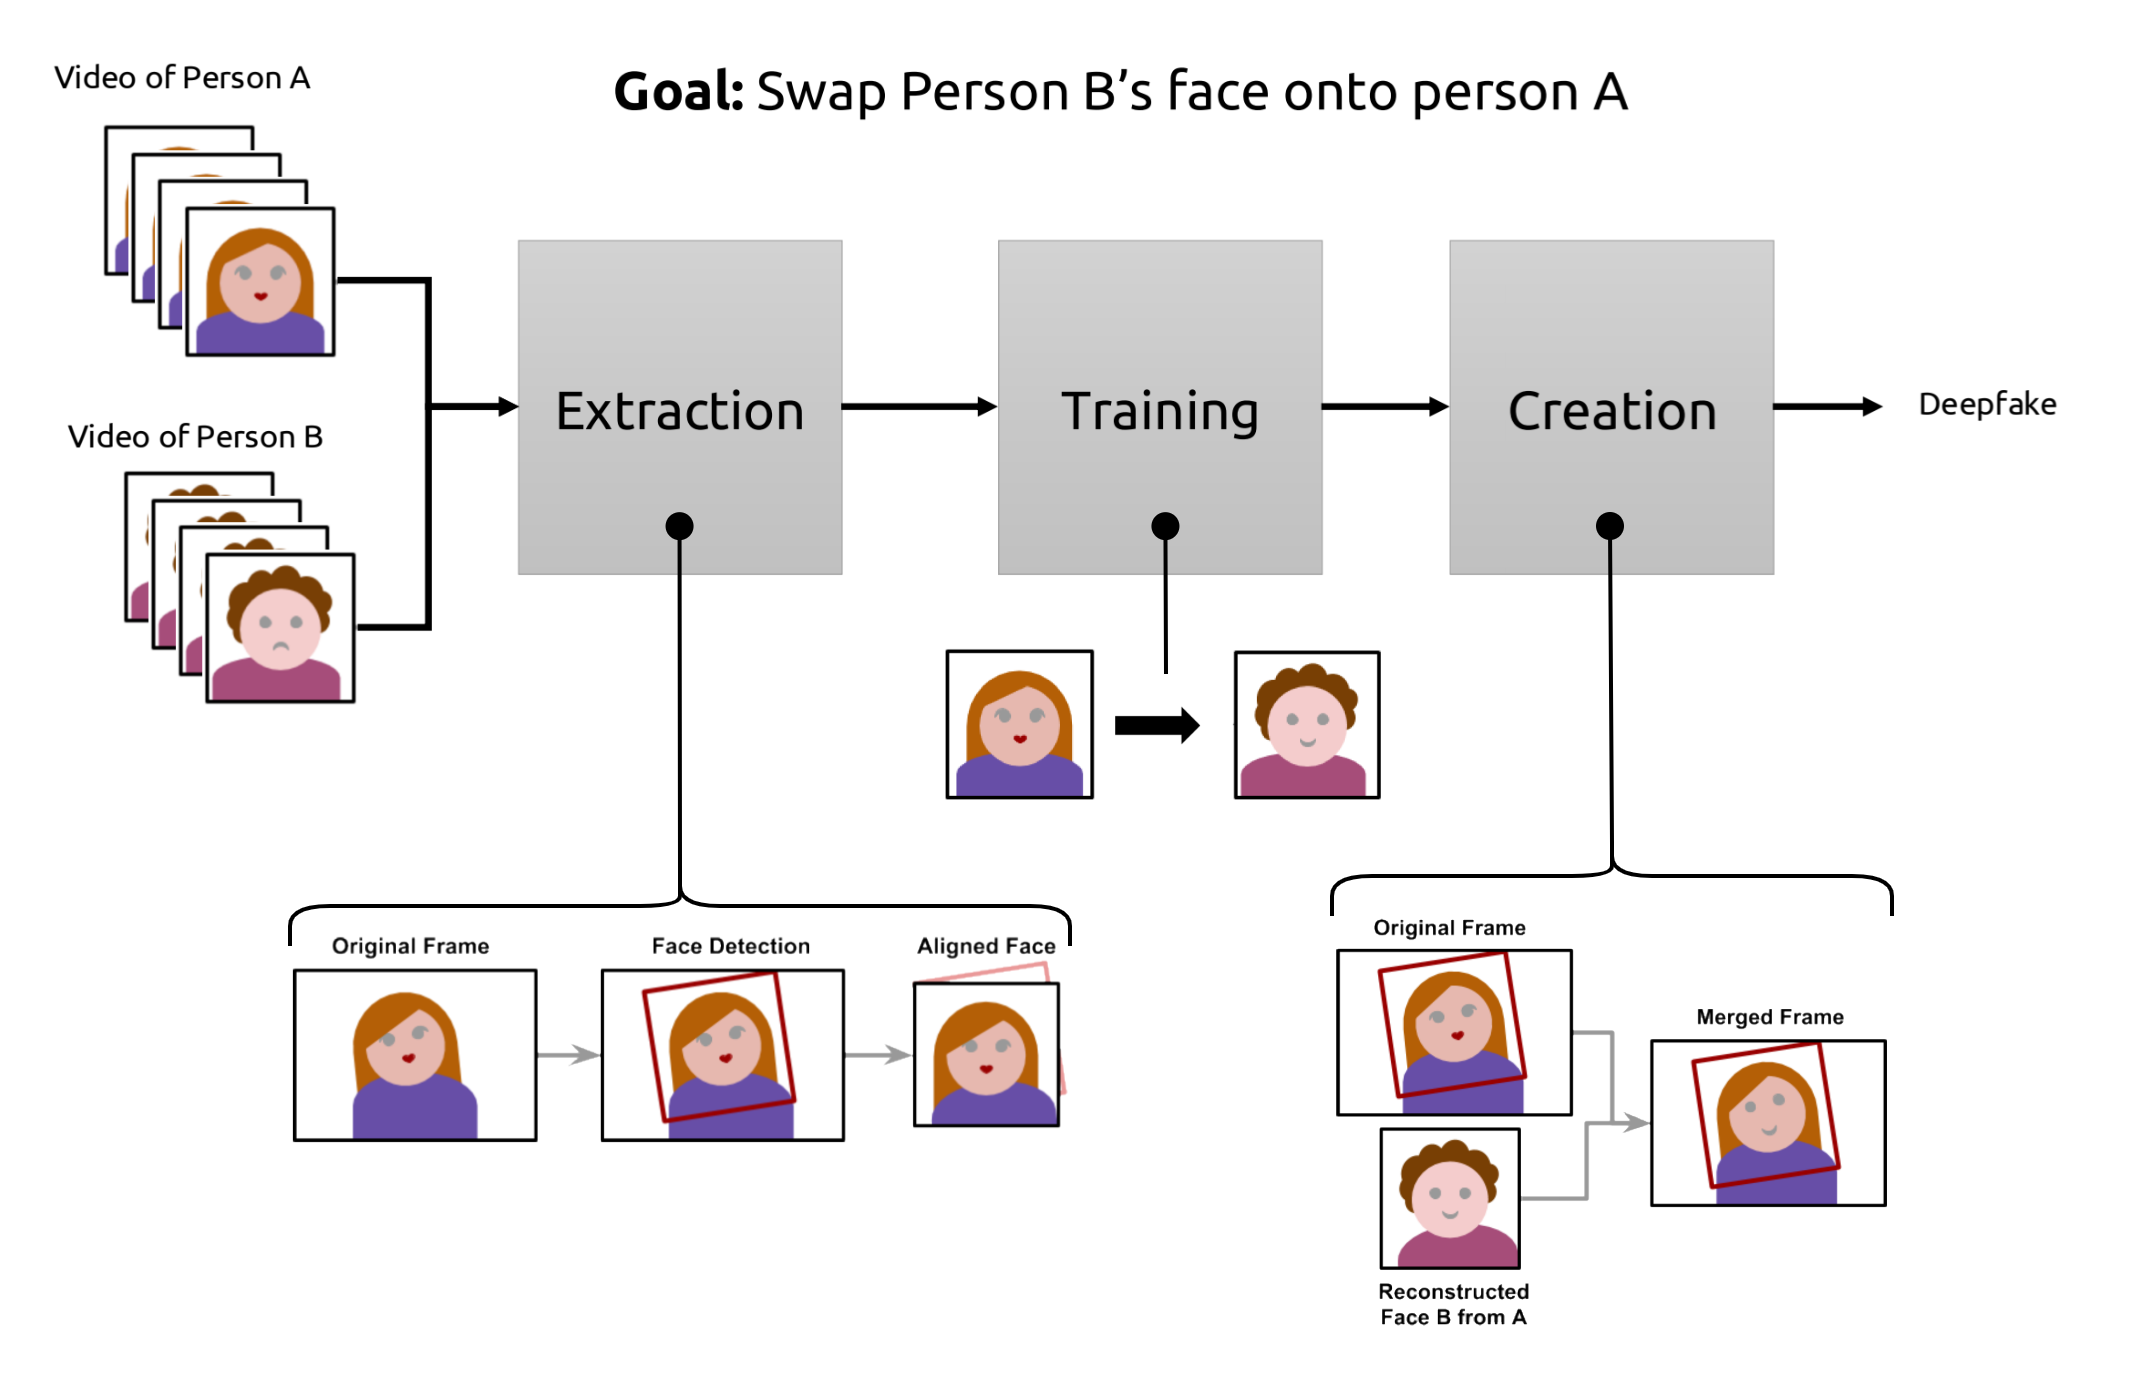 Video of Person A
Goal: Swap Person B’s face onto person A
Video of Person B
Extraction
Training
Creation
Deepfake
Original Frame
Face Detection
Aligned Face
Original Frame
Merged Frame
Reconstructed
Face B from A